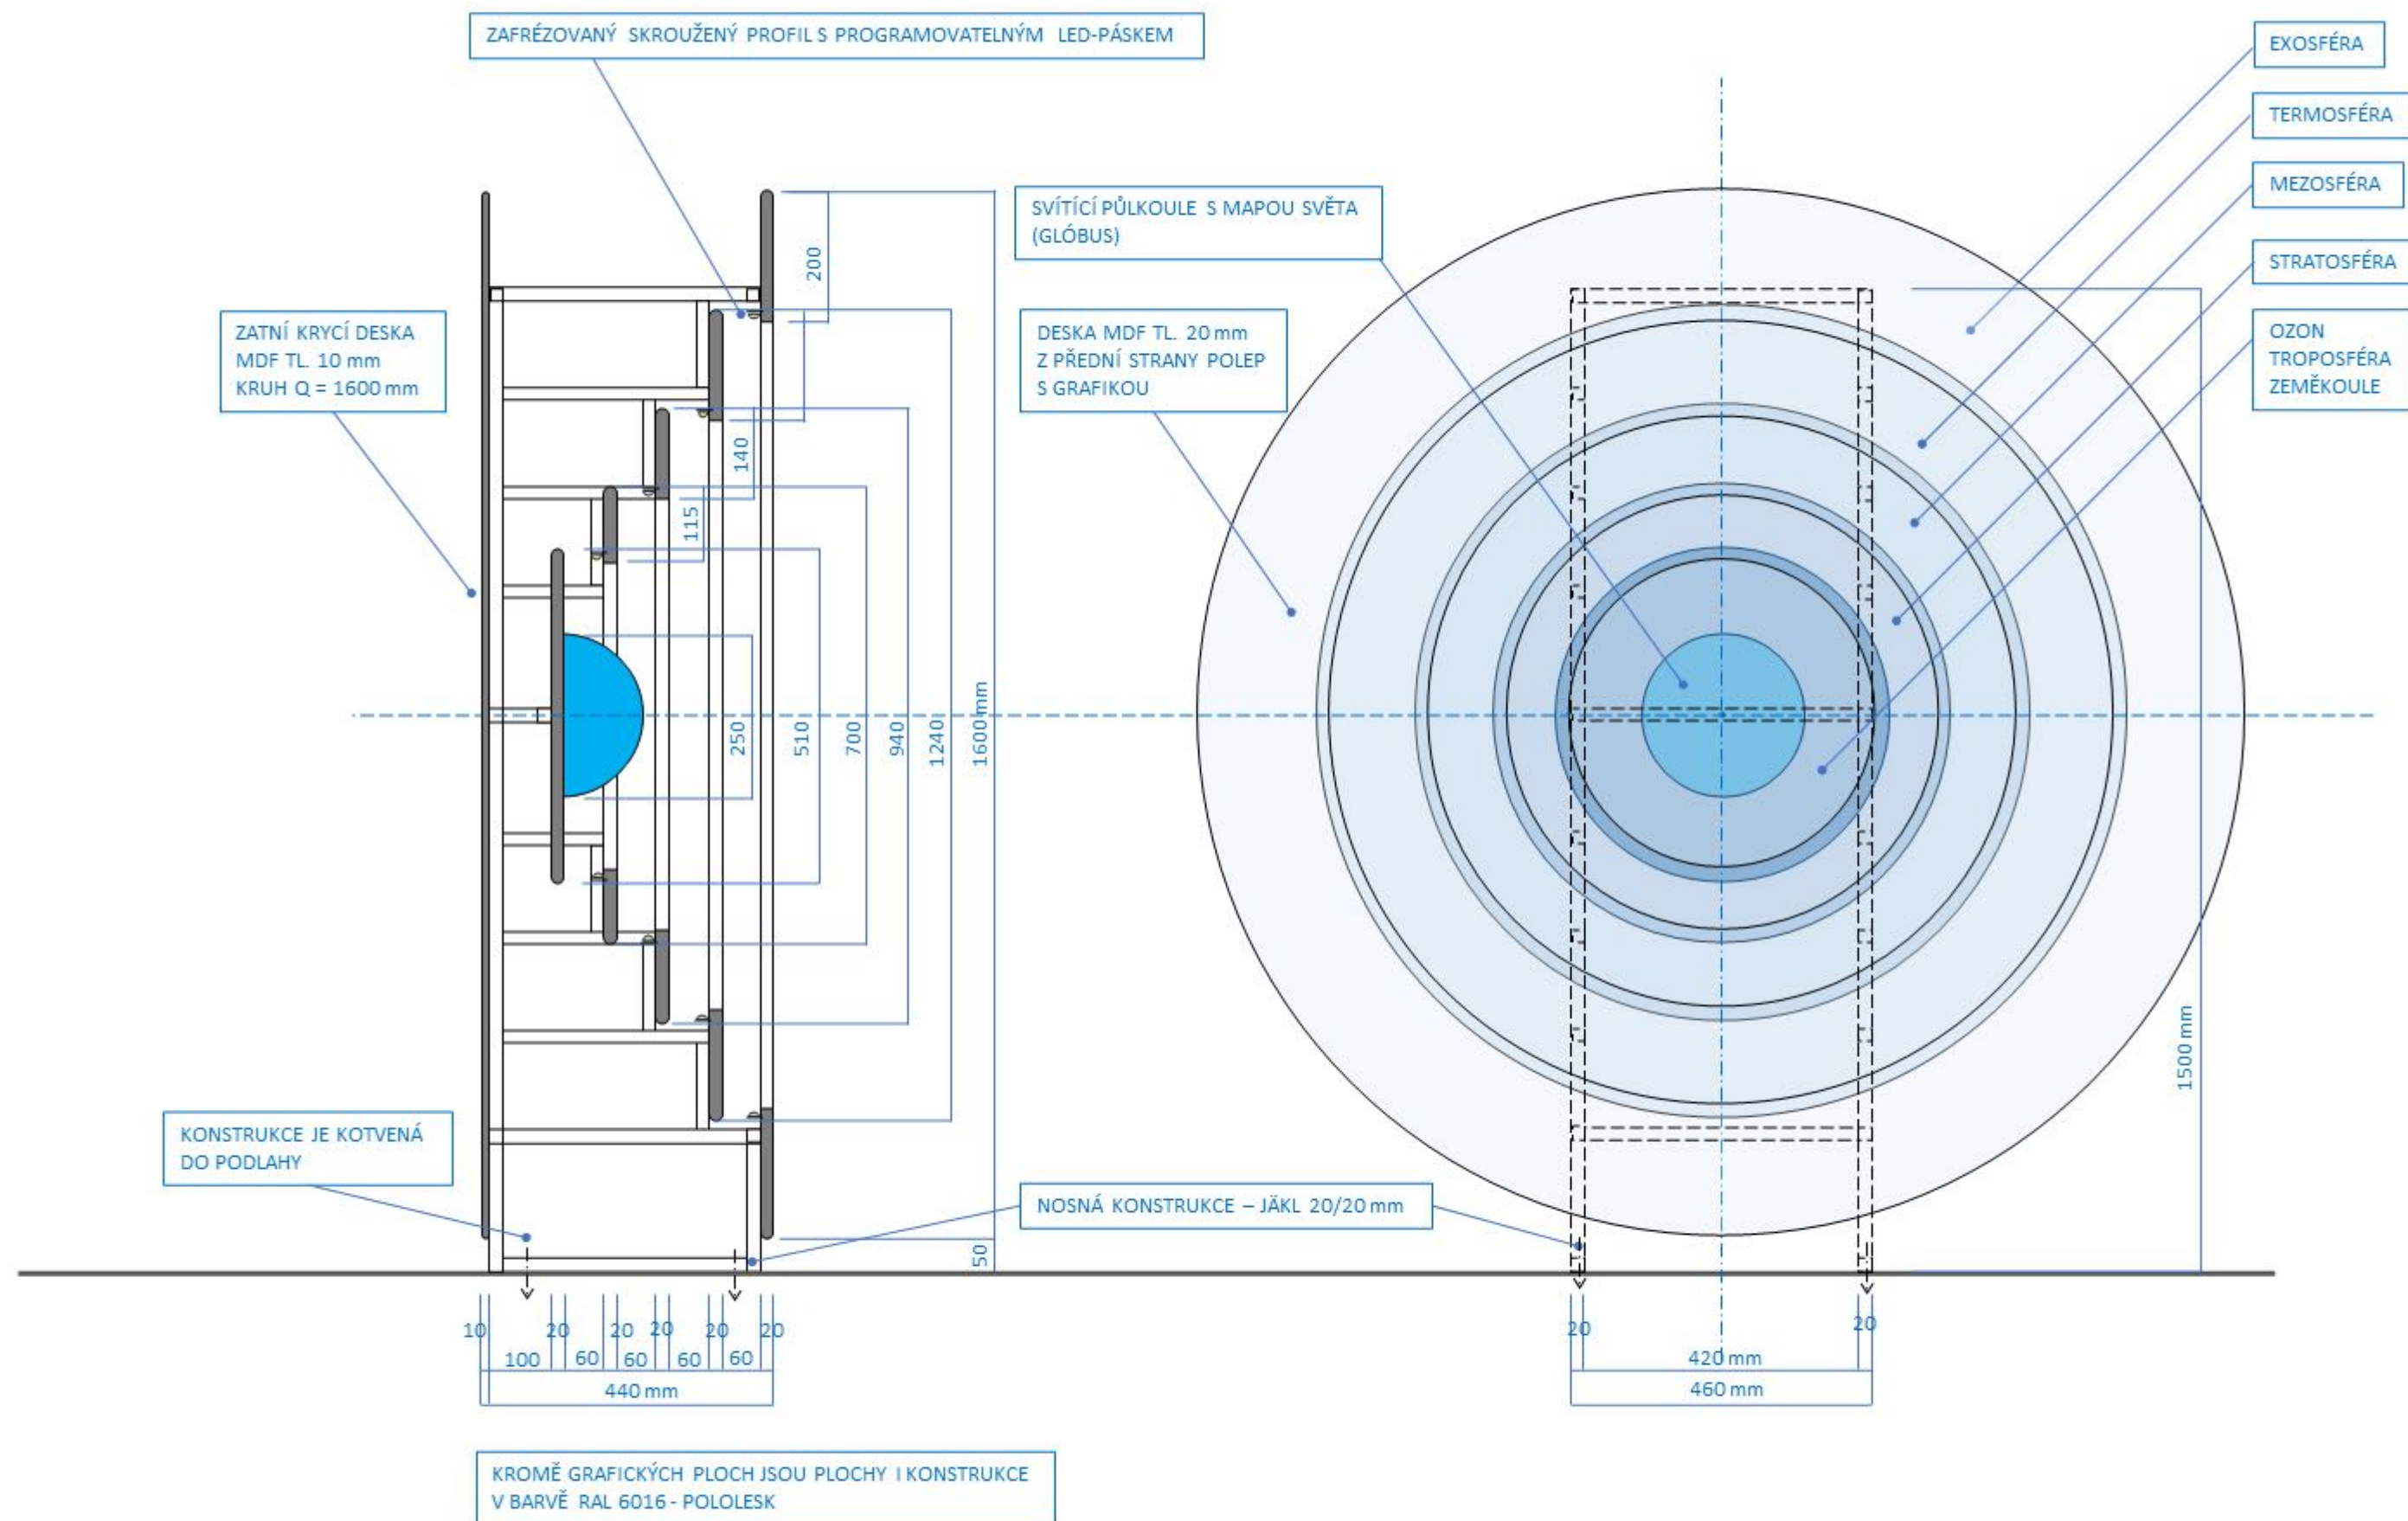 ZAFRÉZOVANÝ SKROUŽENÝ PROFIL S PROGRAMOVATELNÝM LED-PÁSKEM
EXOSFÉRA
TERMOSFÉRA
MEZOSFÉRA
STRATOSFÉRA
OZON
TROPOSFÉRA
ZEMĚKOULE
SVÍTÍCÍ PŮLKOULE S MAPOU SVĚTA
(GLÓBUS)
DESKA MDF TL. 20 mm
Z PŘEDNÍ STRANY POLEP
S GRAFIKOU
ZATNÍ KRYCÍ DESKA
MDF TL. 10 mm
KRUH Q = 1600 mm
200
140
115
250
510
700
940
1240
1600 mm
50
1500 mm
KONSTRUKCE JE KOTVENÁ
DO PODLAHY
NOSNÁ KONSTRUKCE – JÄKL 20/20 mm
10
20
20
20
20
20
100
60
60
60
60
440 mm
20
20
420 mm
460 mm
KROMĚ GRAFICKÝCH PLOCH JSOU PLOCHY I KONSTRUKCE
V BARVĚ RAL 6016 - POLOLESK